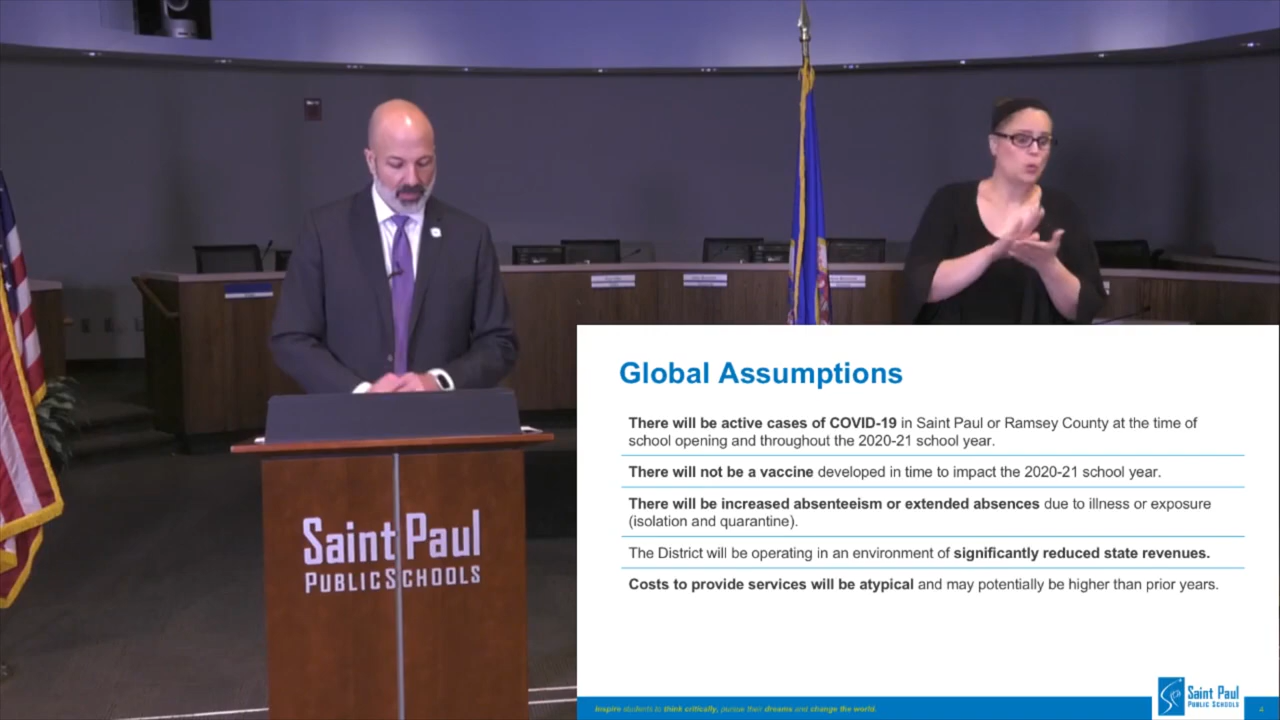 Saint Paul
PUBLIC SCHOOLS
Global Assumptions
There will be active cases of COVID-19 in Saint Paul or Ramsey County at the time of
school opening and throughout the 2020-21 school year.
There will not be a vaccine developed in time to impact the 2020-21 school year.
There will be increased absenteeism or extended absences due to illness or exposure
(isolation and quarantine).
The District will be operating in an environment of significantly reduced state revenues.
Costs to provide services will be atypical and may potentially be higher than prior years.
Inspire students to think critically, pursue their dreams and change the world.
Saint Paul
PUBLIC SCHOOLS
4